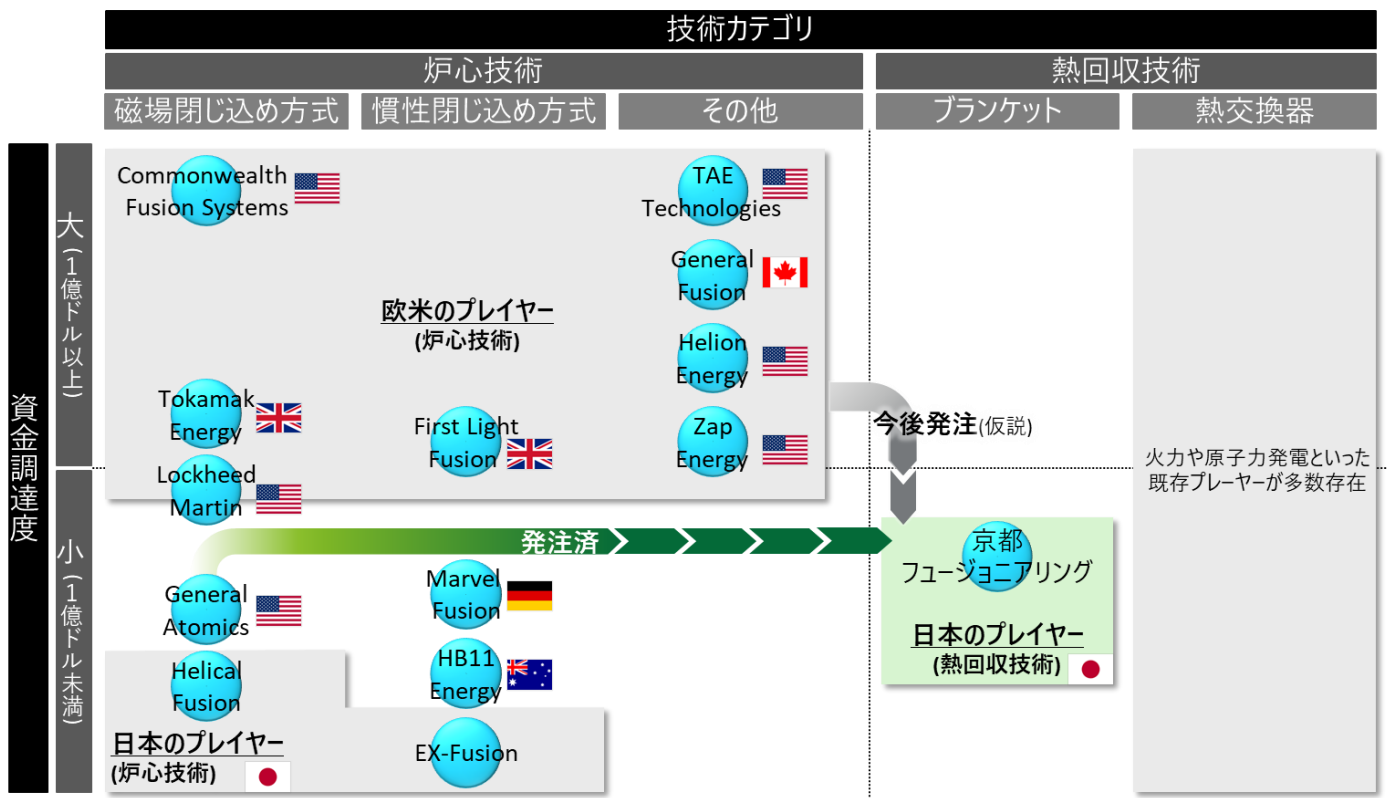 技術カテゴリ
炉心技術
熱回収技術
磁場閉じ込め方式
慣性閉じ込め方式
その他
ブランケット
熱交換器
資金調達度
大(1億ドル以上)
小(1億ドル未満)
Commonwealth
Fusion Systems
TAE
Technologies
General
Fusion
欧米のプレイヤー
(炉心技術)
Helion
Energy
Tokamak
Energy
First Light
Fusion
Zap
Energy
今後発注(仮説)
Lockheed
Martin
火力や原子力発電といった
既存プレーヤーが多数存在
発注済
京都
フュージョニアリング
General
Atomics
Marvel
Fusion
日本のプレイヤー
(熱回収技術)
Helical
Fusion
HB11
Energy
日本のプレイヤー
(炉心技術)
EX-Fusion